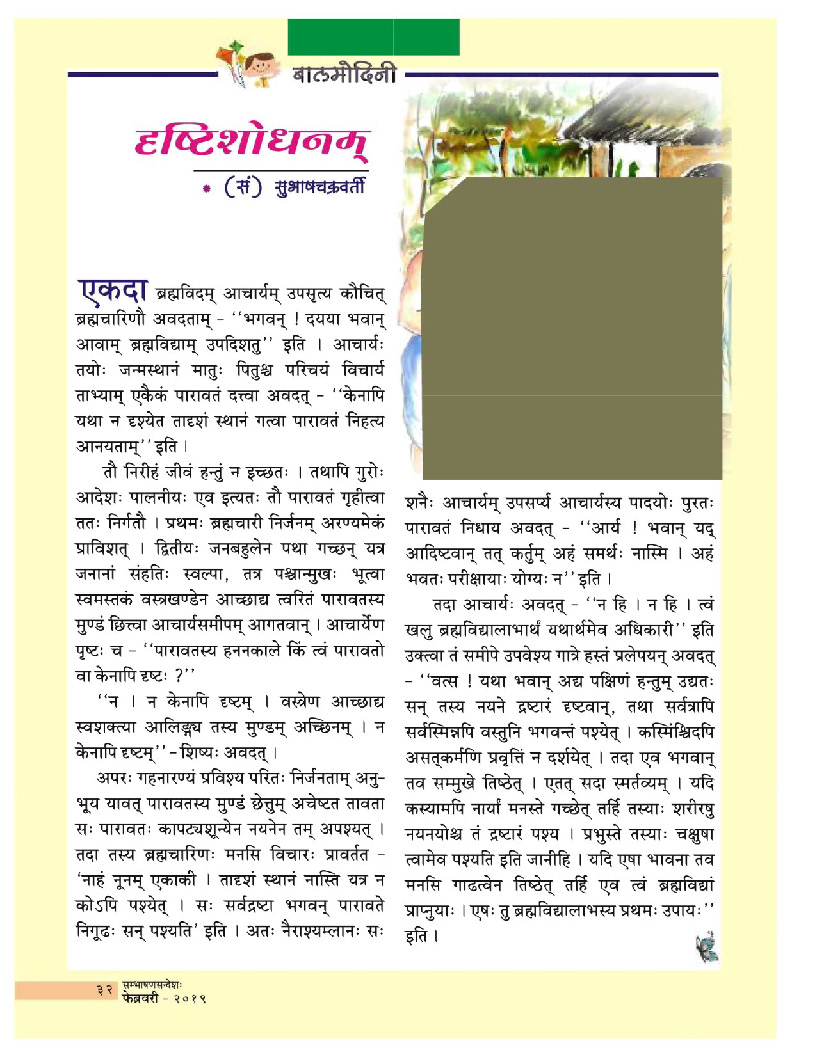 बालमोदिनी
दृष्टिशोधनम्
* (सं) सुभाषचक्रवर्ती
एकदा ब्रह्मविदम् आचार्यम् उपसृत्य कौचित्
ब्रह्मचारिणौ अवदताम् - ‘‘भगवन् ! दयया भवान्
आवाम् ब्रह्मविद्याम् उपदिशतु’’ इति । आचार्यः
तयोः जन्मस्थानं मातुः पितुश्च परिचयं विचार्य
ताभ्याम् एकैकं पारावतं दत्त्वा अवदत् - ‘‘केनापि
यथा न दृश्येत तादृशं स्थानं गत्वा पारावतं निहत्य
आनयताम्’’ इति ।
तौ निरीहं जीवं हन्तुं न इच्छतः । तथापि गुरोः
आदेशः पालनीयः एव इत्यतः तौ पारावतं गृहीत्वा
ततः निर्गतौ । प्रथमः ब्रह्मचारी निर्जनम् अरण्यमेकं
प्राविशत् । द्वितीयः जनबहुलेन पथा गच्छन् यत्र
जनानां संहतिः स्वल्पा, तत्र पश्चान्मुखः भूत्वा
स्वमस्तकं वस्त्रखण्डेन आच्छाद्य त्वरितं पारावतस्य
मुण्डं छित्त्वा आचार्यसमीपम् आगतवान् । आचार्येण
पृष्टः च - ‘‘पारावतस्य हननकाले किं त्वं पारावतो
वा केनापि दृष्टः ?’’
‘‘न । न केनापि दृष्टम् । वस्त्रेण आच्छाद्य
स्वशक्त्या आलिङ्ग्य तस्य मुण्डम् अच्छिनम् । न
केनापि दृष्टम्’’ - शिष्यः अवदत् ।
अपरः गहनारण्यं प्रविश्य परितः निर्जनताम् अनु-
भूय यावत् पारावतस्य मुण्डं छेत्तुम् अचेष्टत तावता
सः पारावतः कापट्यशून्येन नयनेन तम् अपश्यत् ।
तदा तस्य ब्रह्मचारिणः मनसि विचारः प्रावर्तत -
‘नाहं नूनम् एकाकी । तादृशं स्थानं नास्ति यत्र न
कोऽपि पश्येत् । सः सर्वद्रष्टा भगवन् पारावते
निगूढः सन् पश्यति’ इति । अतः नैराश्यम्लानः सः
शनैः आचार्यम् उपसर्प्य आचार्यस्य पादयोः पुरतः
पारावतं निधाय अवदत् - ‘‘आर्य ! भवान् यद्
आदिष्टवान् तत् कर्तुम् अहं समर्थः नास्मि । अहं
भवतः परीक्षायाः योग्यः न’’ इति ।
तदा आचार्यः अवदत् - ‘‘न हि । न हि । त्वं
खलु ब्रह्मविद्यालाभार्थं यथार्थमेव अधिकारी’’ इति
उक्त्वा तं समीपे उपवेश्य गात्रे हस्तं प्रलेपयन् अवदत्
- ‘‘वत्स ! यथा भवान् अद्य पक्षिणं हन्तुम् उद्यतः
सन् तस्य नयने द्रष्टारं दृष्टवान्, तथा सर्वत्रापि
सर्वस्मिन्नपि वस्तुनि भगवन्तं पश्येत् । कस्मिंश्चिदपि
असत्कर्मणि प्रवृत्तिं न दर्शयेत् । तदा एव भगवान्
तव सम्मुखे तिष्ठेत् । एतत् सदा स्मर्तव्यम् । यदि
कस्यामपि नार्यां मनस्ते गच्छेत् तर्हि तस्याः शरीरषु
नयनयोश्च तं द्रष्टारं पश्य । प्रभुस्ते तस्याः चक्षुषा
त्वामेव पश्यति इति जानीहि । यदि एषा भावना तव
मनसि गाढत्वेन तिष्ठेत् तर्हि एव त्वं ब्रह्मविद्यां
प्राप्नुयाः । एषः तु ब्रह्मविद्यालाभस्य प्रथमः उपायः’’
इति ।
३२ सम्भाषणसन्देशः
फेब्रवरी - २०१९